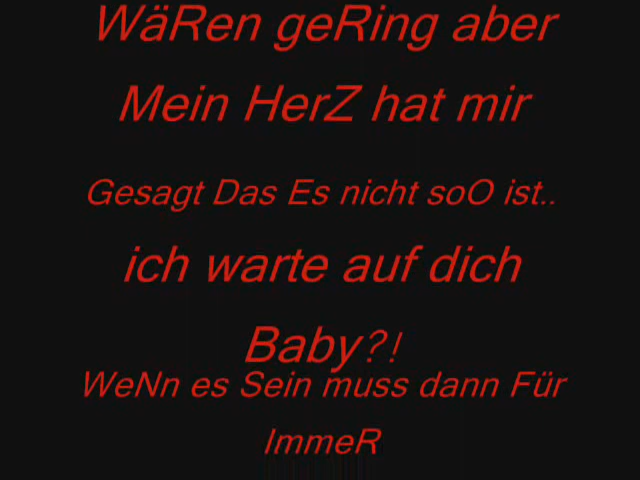 WäRen geRing aber
Mein HerZ hat mir
Gesagt Das Es nicht soO ist..
ich warte auf dich
Baby?!
WeNn es Sein muss dann Für
ImmeR